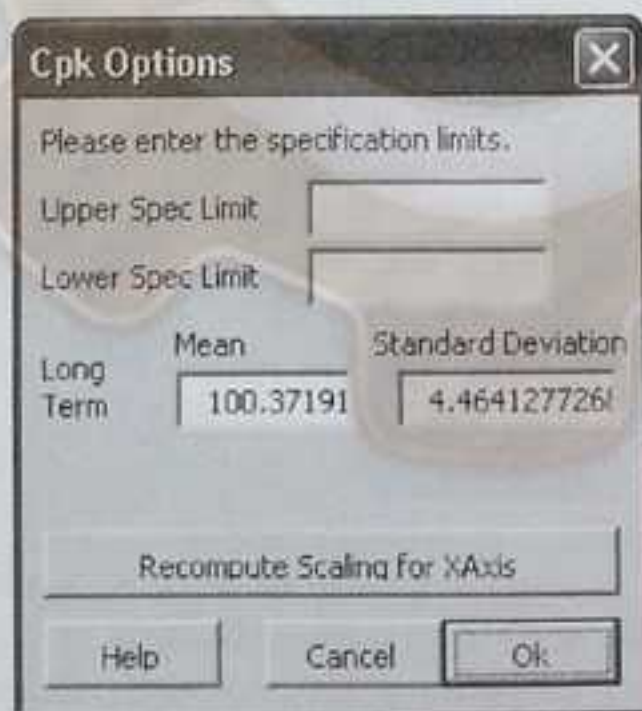 Cpk Options
Please enter the specification limits.
Upper Spec Limit
Lower Spec Limit
Mean Standard Deviation
Long
Term
100.37191 4.464127726
Recompute Scaling for XAxis
Help Cancel Ok